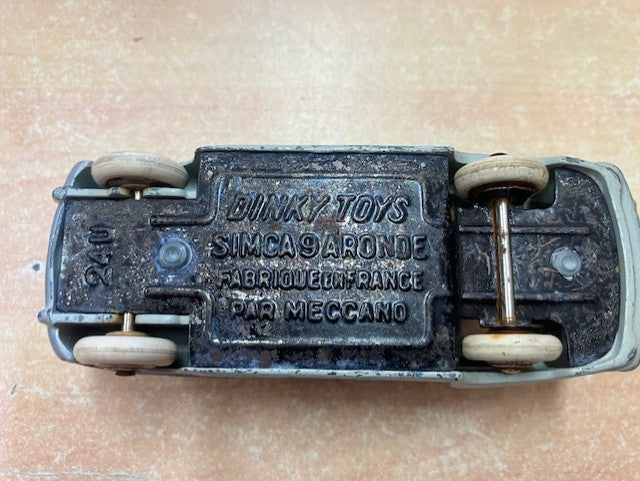 DINKY TOYS
SIMCA 9 ARONDE
FABRIQUE EN FRANCE
PAR MECCANO
24U